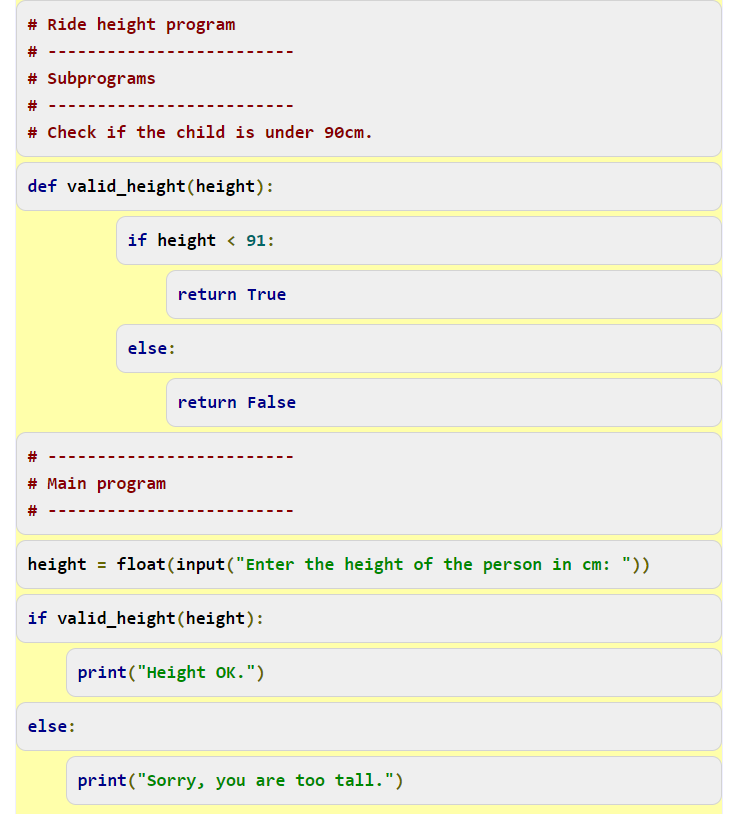 # Ride height program
# -------------------------
# Subprograms
# -------------------------
# Check if the child is under 90cm.
def valid_height(height):
if height < 91:
return True
else:
return False
# -------------------------
# Main program
# -------------------------
height = float(input("Enter the height of the person in cm: "))
if valid_height(height):
print("Height OK.")
else:
print("Sorry, you are too tall.")